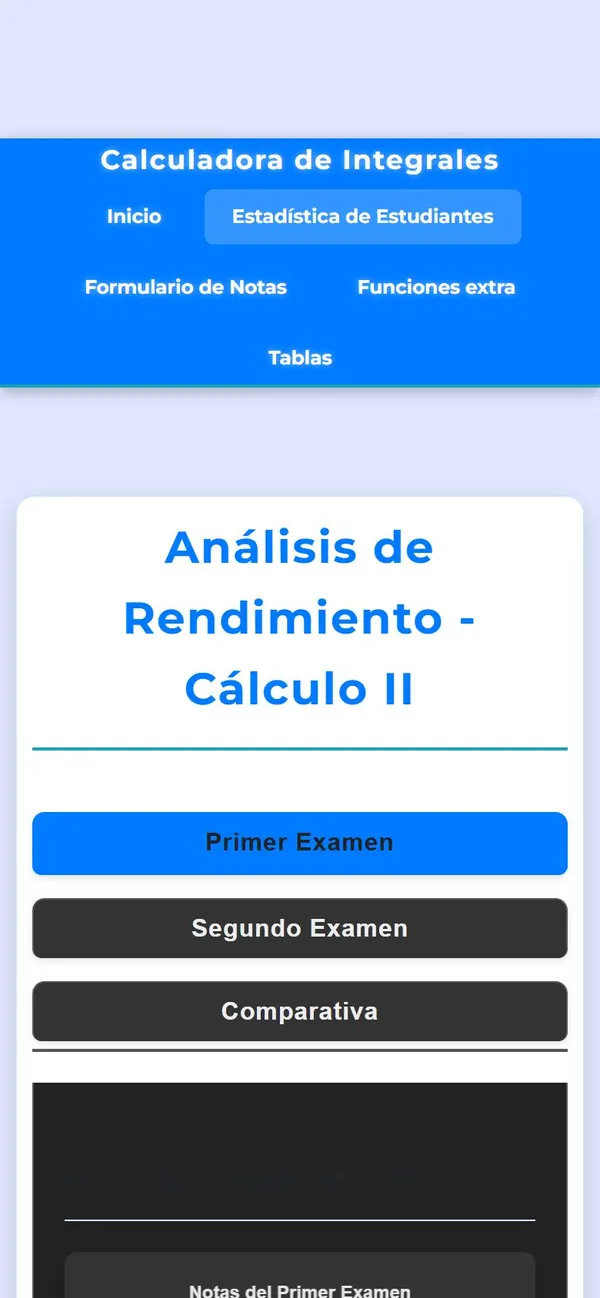 Calculadora de Integrales
Inicio
Estadística de Estudiantes
Formulario de Notas
Funciones extra
Tablas
Análisis de
Rendimiento -
Cálculo II
Primer Examen
Segundo Examen
Comparativa
Notas del Primer Examen